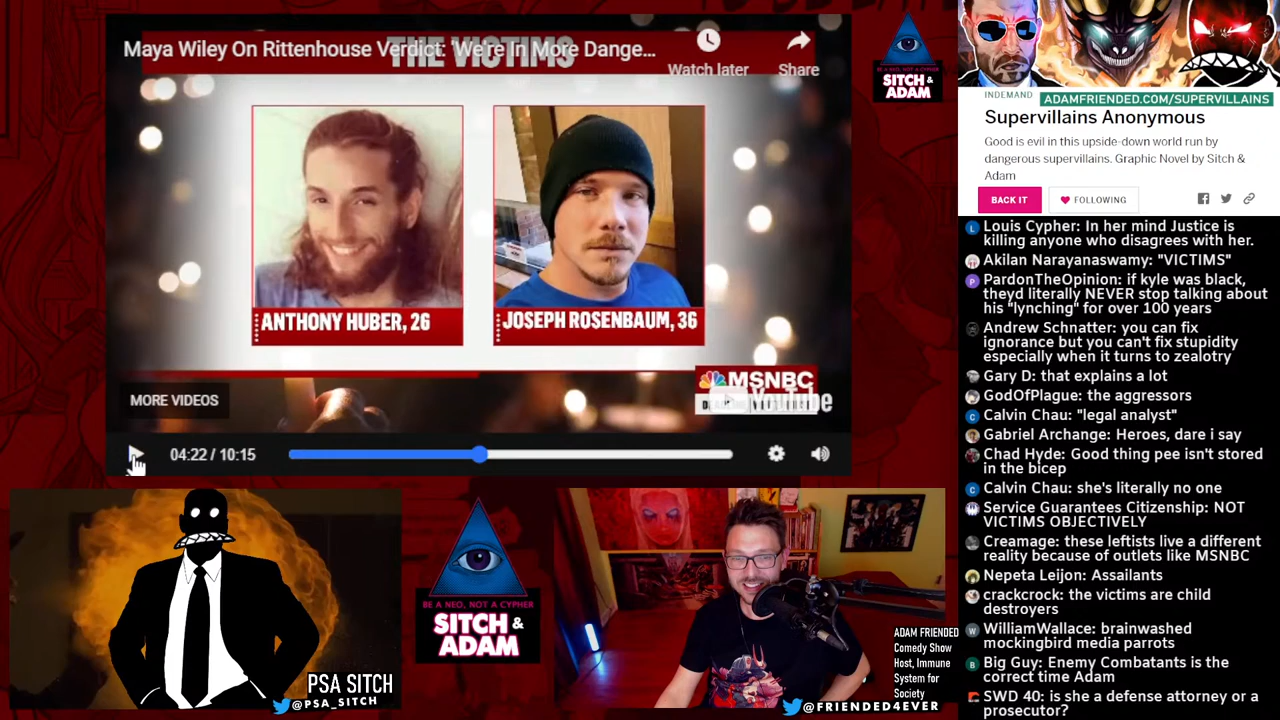 Maya Wiley On Rittenhouse Verdict: 'We're In More Dange...
THE VICTIMS
Watch later
Share
ANTHONY HUBER, 26
JOSEPH ROSENBAUM, 36
MSNBC
YouTube
MORE VIDEOS
04:22 / 10:15
BE A NEO, NOT A CYPHER
SITCH &
ADAM
INDEMAND
ADAMFRIENDED.COM/SUPERVILLAINS
Supervillains Anonymous
Good is evil in this upside-down world run by
dangerous supervillains. Graphic Novel by Sitch &
Adam
BACK IT
FOLLOWING
Louis Cypher: In her mind Justice is
killing anyone who disagrees with her.
Akilan Narayanaswamy: "VICTIMS"
PardonTheOpinion: if kyle was black,
theyd literally NEVER stop talking about
his "lynching" for over 100 years
Andrew Schnatter: you can fix
ignorance but you can't fix stupidity
especially when it turns to zealotry
Gary D: that explains a lot
GodOfPlague: the aggressors
Calvin Chau: "legal analyst"
Gabriel Archange: Heroes, dare i say
Chad Hyde: Good thing pee isn't stored
in the bicep
Calvin Chau: she's literally no one
Service Guarantees Citizenship: NOT
VICTIMS OBJECTIVELY
Creamage: these leftists live a different
reality because of outlets like MSNBC
Nepeta Leijon: Assailants
crackcrock: the victims are child
destroyers
WilliamWallace: brainwashed
mockingbird media parrots
Big Guy: Enemy Combatants is the
correct time Adam
SWD 40: is she a defense attorney or a
prosecutor?
PSA SITCH
@PSA_SITCH
BE A NEO, NOT A CYPHER
SITCH &
ADAM
ADAM FRIENDED
Comedy Show
Host, Immune
System for
Society
@FRIENDED4EVER